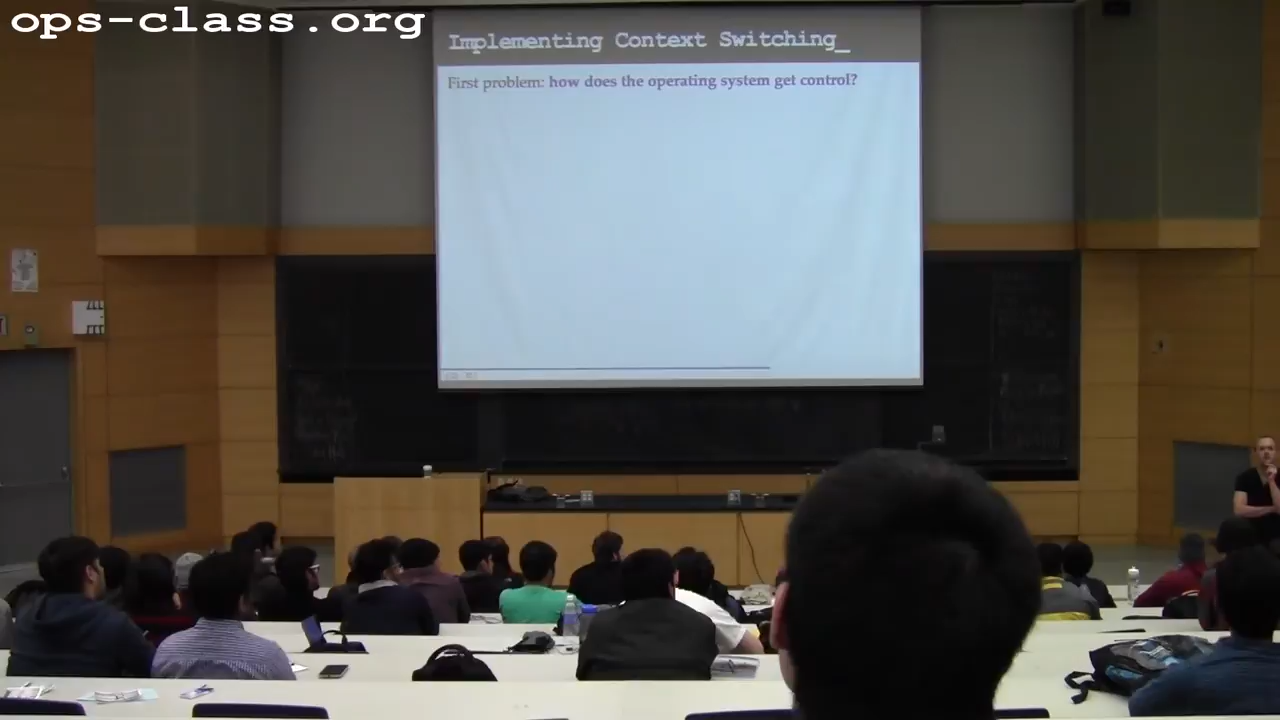 ops-class.org
Implementing Context Switching_
First problem: how does the operating system get control?